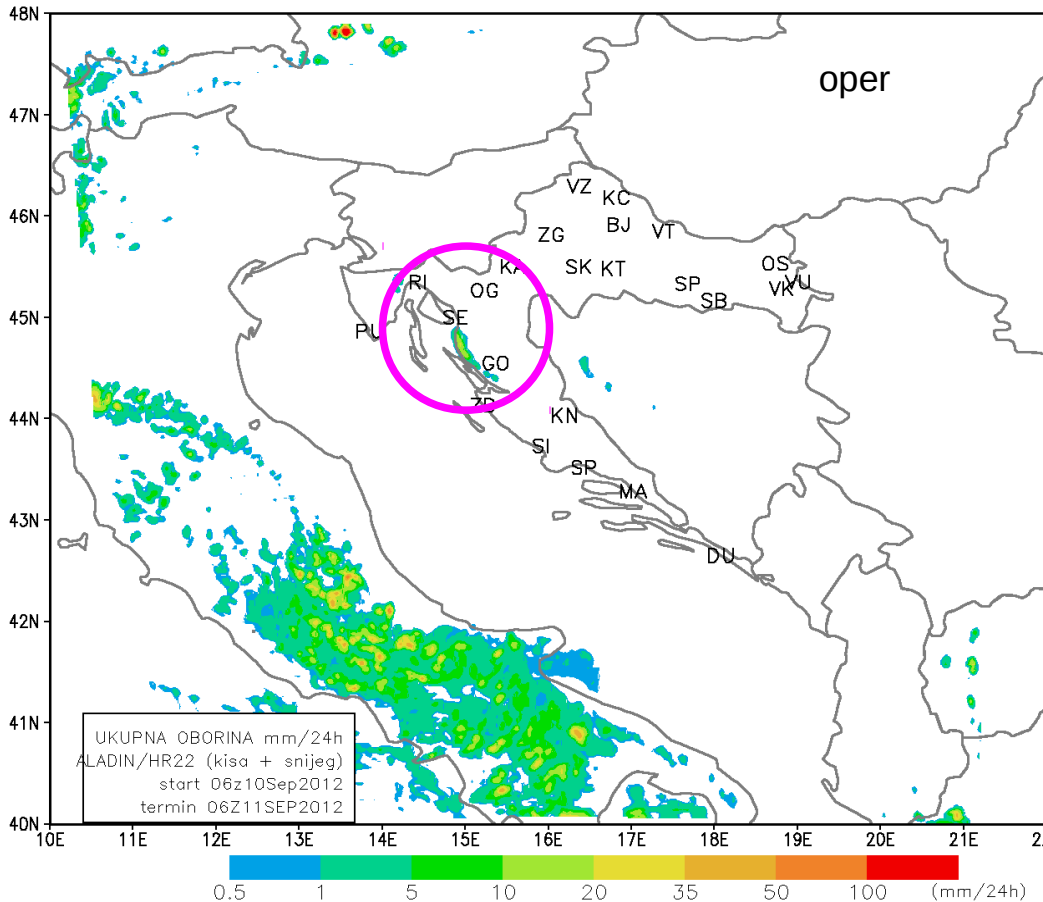 48N
oper
47N
VZ
KC
46N
BJ
ZG
VT
KA
SK
KT
OS
RI
OG
SP
VU
VK
SB
45N
SE
PU
GO
44N
ZD
KN
SI
SP
MA
43N
DU
42N
41N
UKUPNA OBORINA mm/24h
ALADIN/HR22 (kisa + snijeg)
start 06z10Sep2012
termin 06Z11SEP2012
40N
10E 11E 12E 13E 14E 15E 16E 17E 18E 19E 20E 21E
0.5 1 5 10 20 35 50 100 (mm/24h)